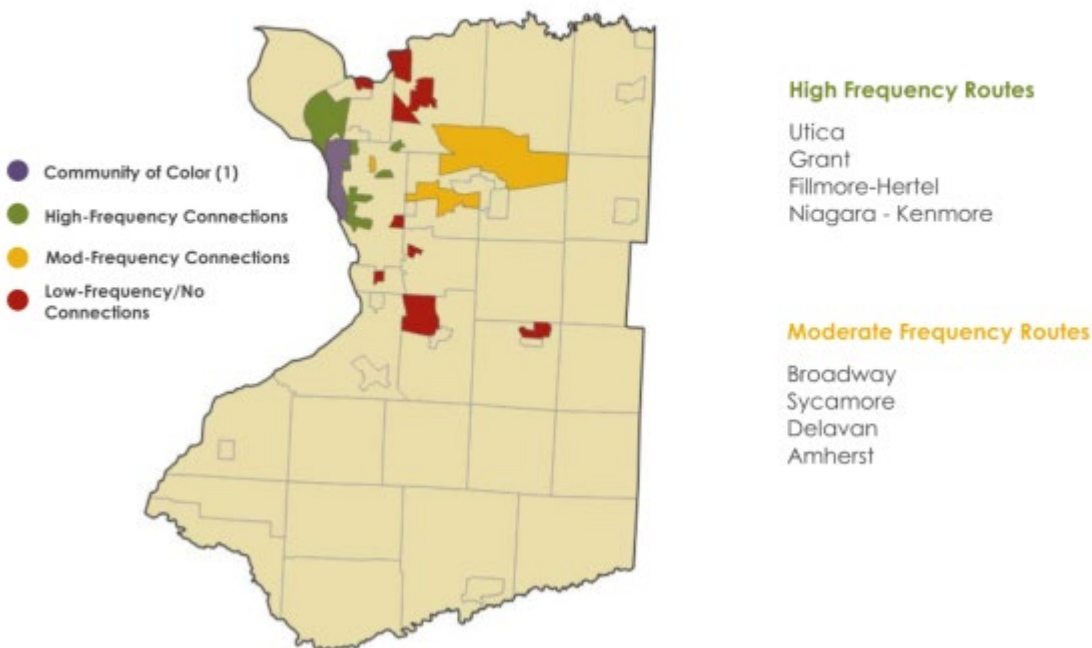 Community of Color (1)
High-Frequency Connections
Mod-Frequency Connections
Low-Frequency/No
Connections
High Frequency Routes
Utica
Grant
Fillmore-Hertel
Niagara - Kenmore
Moderate Frequency Routes
Broadway
Sycamore
Delavan
Amherst